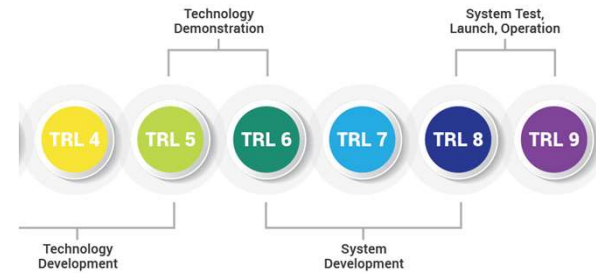 Technology
Demonstration
System Test,
Launch, Operation
TRL 4
TRL 5
TRL 6
TRL 7
TRL 8
TRL 9
Technology
Development
System
Development